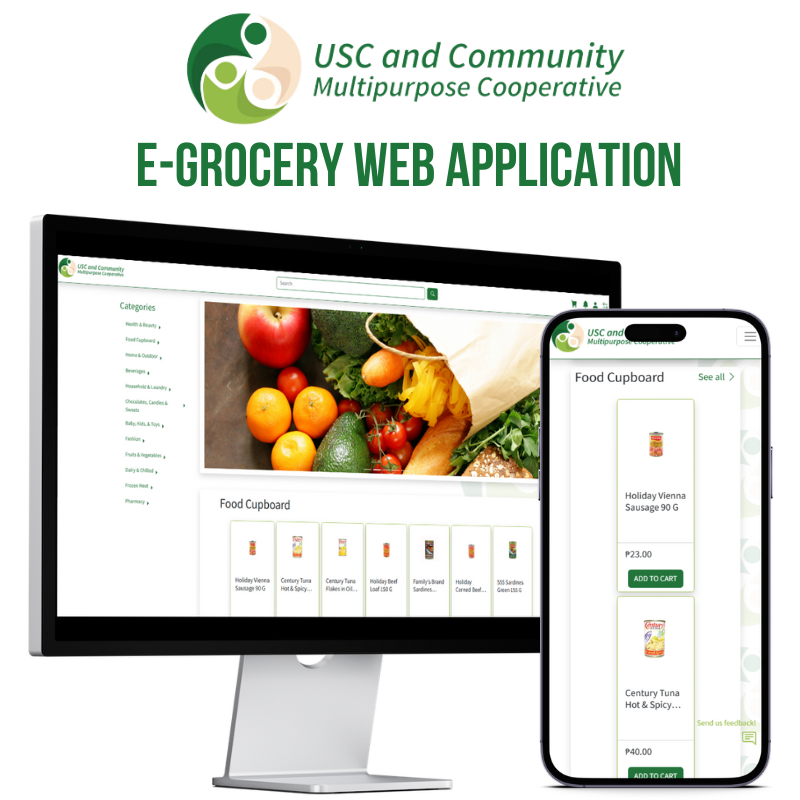 USC and Community
Multipurpose Cooperative
E-GROCERY WEB APPLICATION
USC and Community
Multipurpose Cooperative
Search
Categories
Health & Beauty
Food Cupboard
Home & Outdoor
Beverages
Household & Laundry
Chocolates, Candies &
Sweets
Baby, Kids, & Toys
Fashion
Fruits & Vegetables
Dairy & Chilled
Frozen Meat
Pharmacy
Food Cupboard
Holiday Vienna
Sausage 90 G
Century Tuna
Hot & Spicy...
Century Tuna
Flakes in Oil...
Holiday Beef
Loaf 150 G
Family's Brand
Sardines...
Holiday
Corned Beef...
555 Sardines
Green 155 G
USC and
Multipurpose Cooperative
Food Cupboard
See all
Holiday Vienna
Sausage 90 G
₱23.00
ADD TO CART
Century
Century Tuna
Hot & Spicy...
Send us feedback!
₱40.00
ADD TO CART